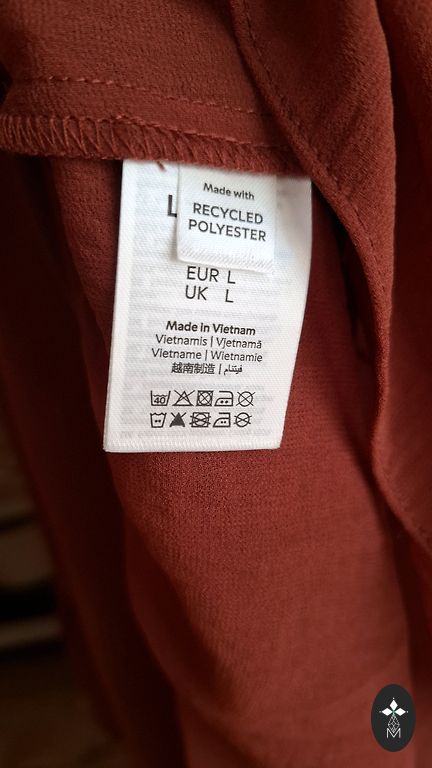 Made with
RECYCLED
POLYESTER
L
EUR L
UK L
Made in Vietnam
Vietnamis | Vjetnamā
Vietname | Wietnamie
越南制造 | فيتنام
40
M